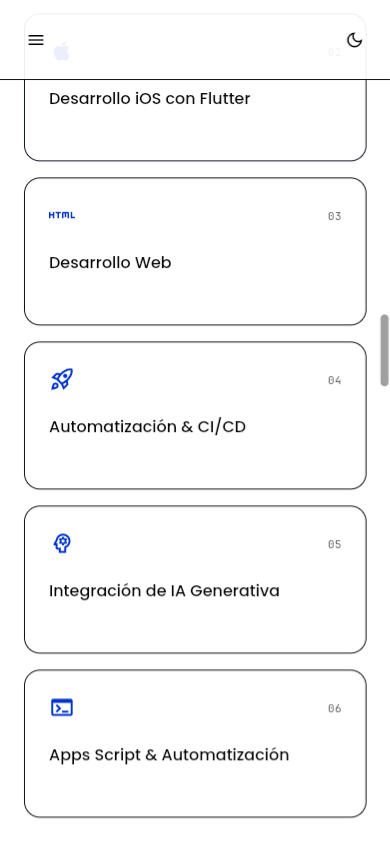 02
Desarrollo iOS con Flutter
HTML
03
Desarrollo Web
04
Automatización & CI/CD
05
Integración de IA Generativa
06
Apps Script & Automatización